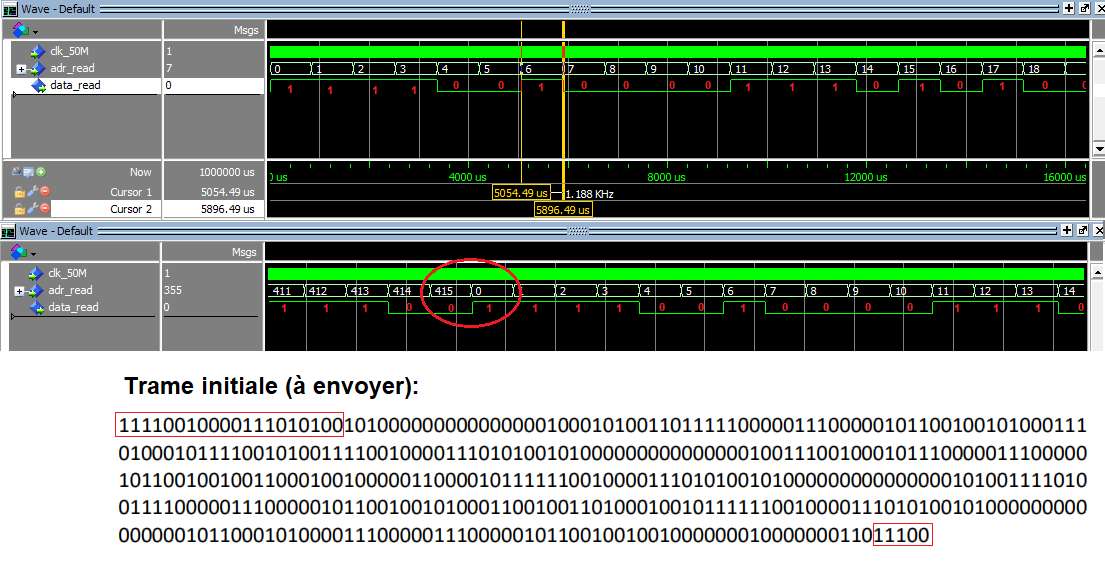 Wave - Default
Msgs
clk_50M 1
adr_read 7 0 1 2 3 4 5 6 7 8 9 10 11 12 13 14 15 16 17 18
data_read 0 1 1 1 1 0 0 1 0 0 0 0 1 1 1 0 1 0 1 0 0
Now 1000000 us 0 us 4000 us 8000 us 12000 us 16000 us
Cursor 1 5054.49 us 5054.49 us 1.188 KHz
Cursor 2 5896.49 us 5896.49 us
Wave - Default
Msgs
clk_50M 1
adr_read 355 411 412 413 414 415 0 1 2 3 4 5 6 7 8 9 10 11 12 13 14
data_read 0 1 1 1 0 0 1 1 1 1 0 0 1 0 0 0 0 1 1 1 0
Trame initiale (à envoyer):
111100100001110101001010000000000000000100010100110111110000011100000101100100101000111
010001011111001010011110010000111010100101000000000000000100111001000101110000011100000
101100100100110001001000001100001011111100100001110101001010000000000000000101001111010
011111000001110000010110010010100011001001101000100101111110010000111010100101000000000
0000000101100010100001110000011100000101100100100100000001000000011011100